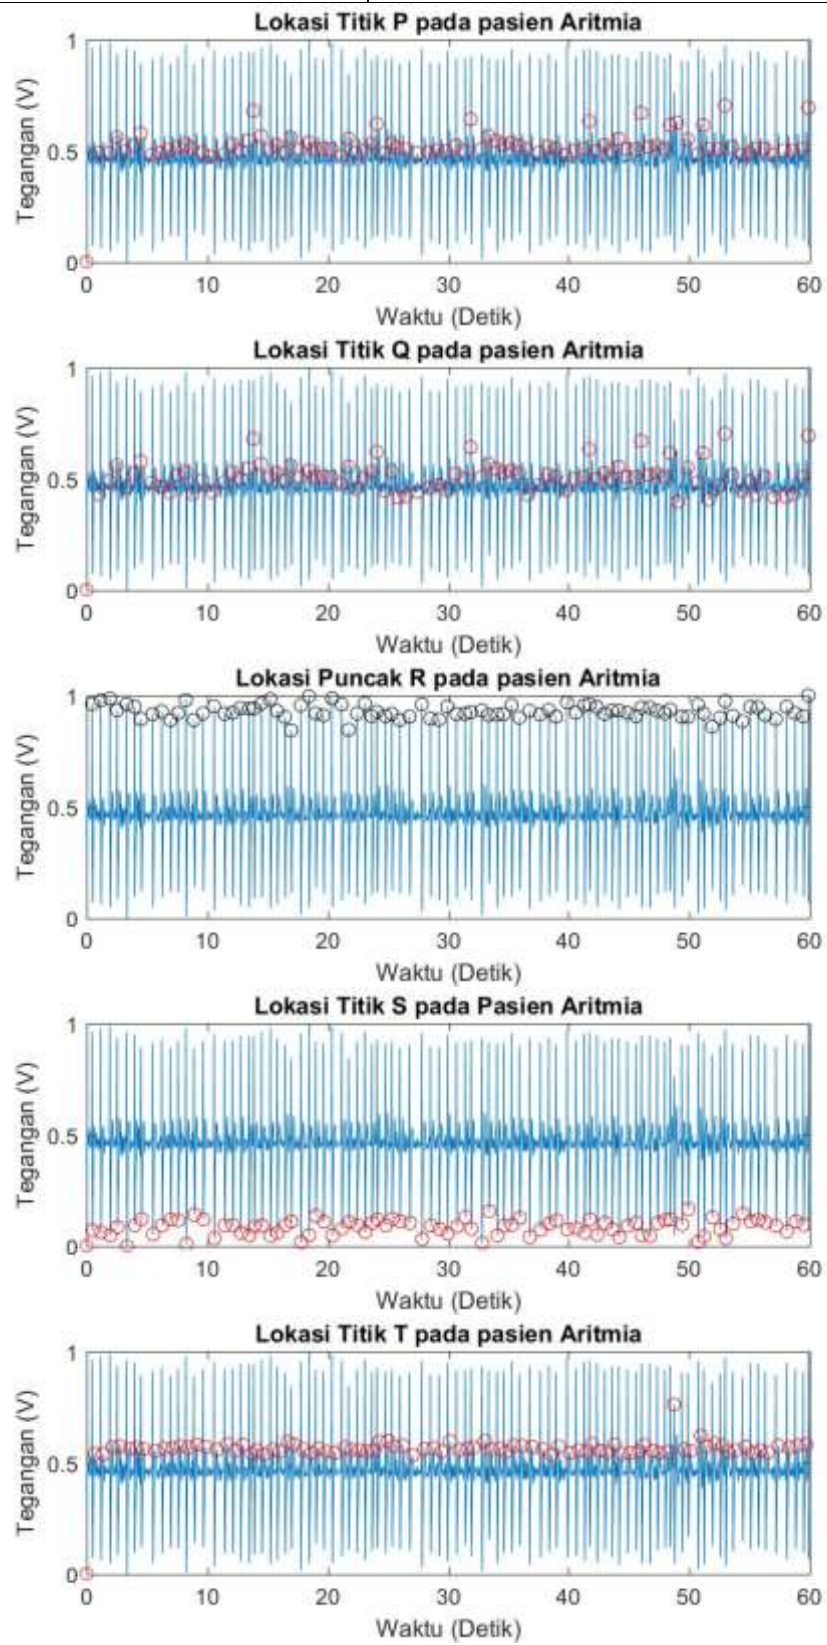 Lokasi Titik P pada pasien Aritmia
1
0.5
0
Tegangan (V)
0 10 20 30 40 50 60
Waktu (Detik)
Lokasi Titik Q pada pasien Aritmia
1
0.5
0
Tegangan (V)
0 10 20 30 40 50 60
Waktu (Detik)
Lokasi Puncak R pada pasien Aritmia
1
0.5
0
Tegangan (V)
0 10 20 30 40 50 60
Waktu (Detik)
Lokasi Titik S pada Pasien Aritmia
1
0.5
0
Tegangan (V)
0 10 20 30 40 50 60
Waktu (Detik)
Lokasi Titik T pada pasien Aritmia
1
0.5
0
Tegangan (V)
0 10 20 30 40 50 60
Waktu (Detik)